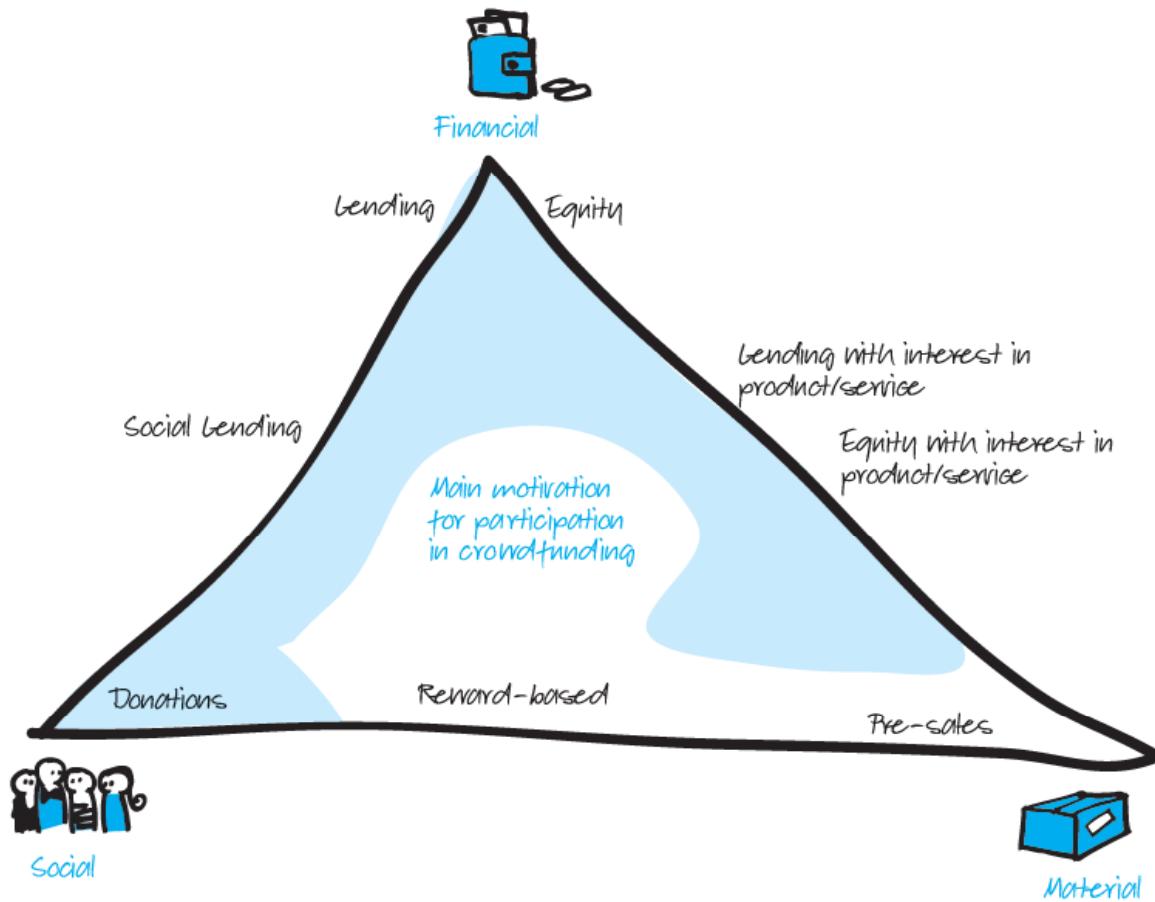 Financial
Lending
Equity
Lending with interest in
product/service
Social Lending
Equity with interest in
product/service
Main motivation
for participation
in crowdfunding
Donations
Reward-based
Pre-sales
Social
Material